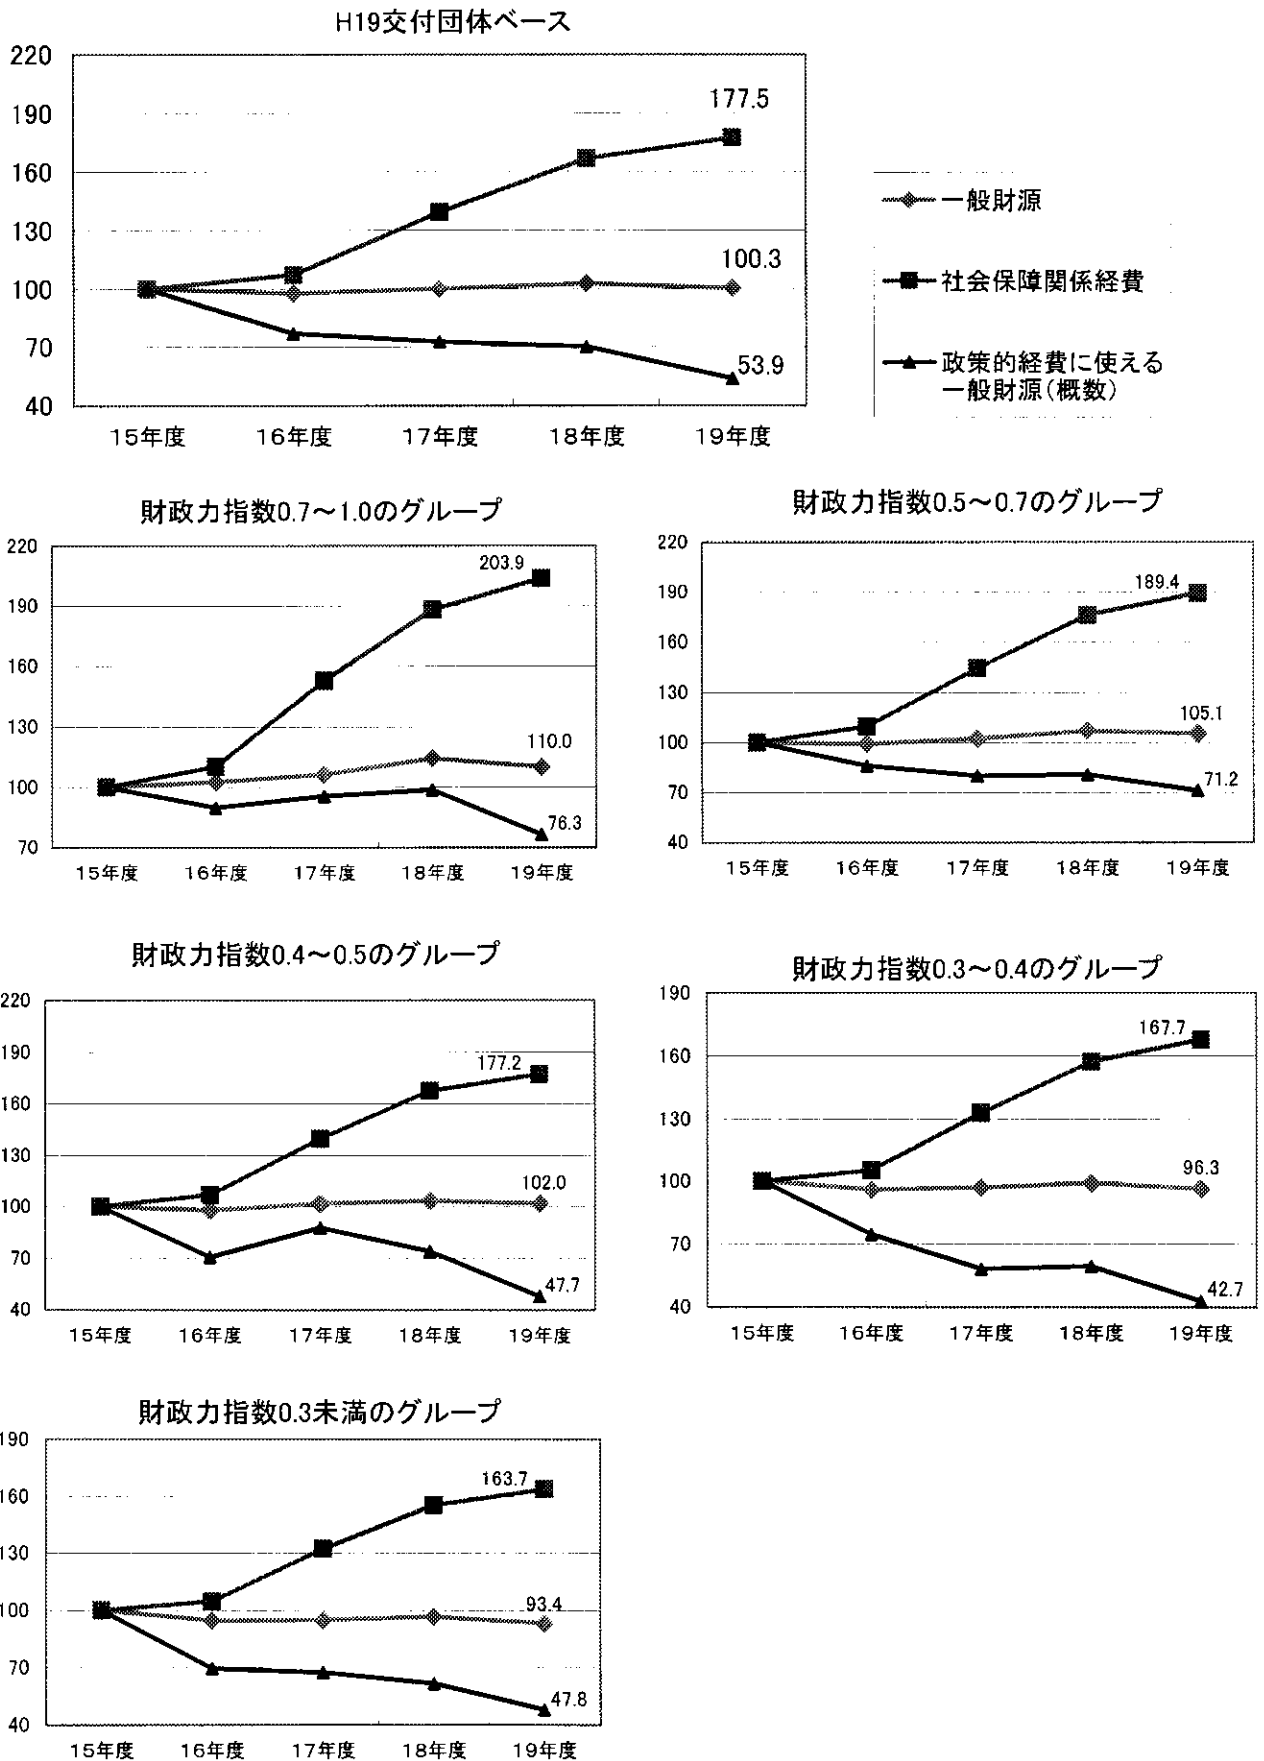 H19交付団体ベース
220
190
160
130
100
70
40
177.5
100.3
53.9
15年度
16年度
17年度
18年度
19年度
一般財源
社会保障関係経費
政策的経費に使える
一般財源(概数)
財政力指数0.7～1.0のグループ
220
190
160
130
100
70
203.9
110.0
76.3
15年度
16年度
17年度
18年度
19年度
財政力指数0.5～0.7のグループ
220
190
160
130
100
70
40
189.4
105.1
71.2
15年度
16年度
17年度
18年度
19年度
財政力指数0.4～0.5のグループ
220
190
160
130
100
70
40
177.2
102.0
47.7
15年度
16年度
17年度
18年度
19年度
財政力指数0.3～0.4のグループ
190
160
130
100
70
40
167.7
96.3
42.7
15年度
16年度
17年度
18年度
19年度
財政力指数0.3未満のグループ
190
160
130
100
70
40
163.7
93.4
47.8
15年度
16年度
17年度
18年度
19年度